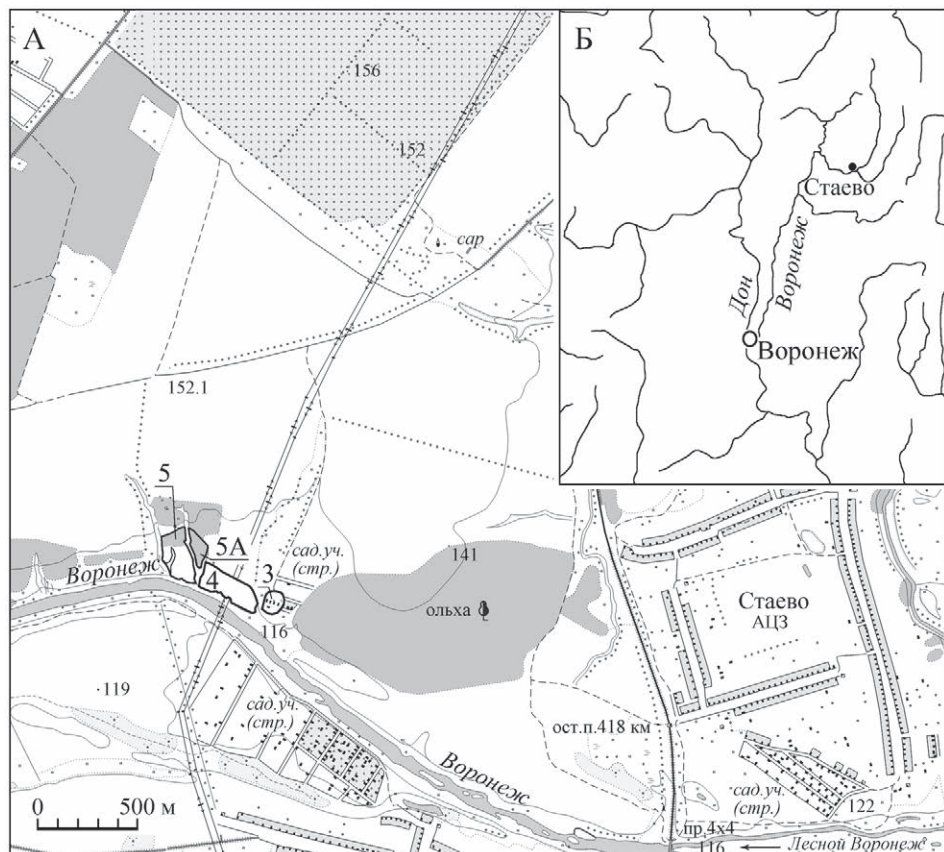 А
Б
156
152
сар
Стаево
Дон
Воронеж
Воронеж
152.1
5
5А
4
3
сад.уч.
(стр.)
141
Воронеж
116
ольха
Стаево
АЦЗ
119
сад.уч.
(стр.)
ост.п.418 км
Воронеж
сад.уч.
(стр.)
122
0 500 м
пр.4х4
116
Лесной Воронеж